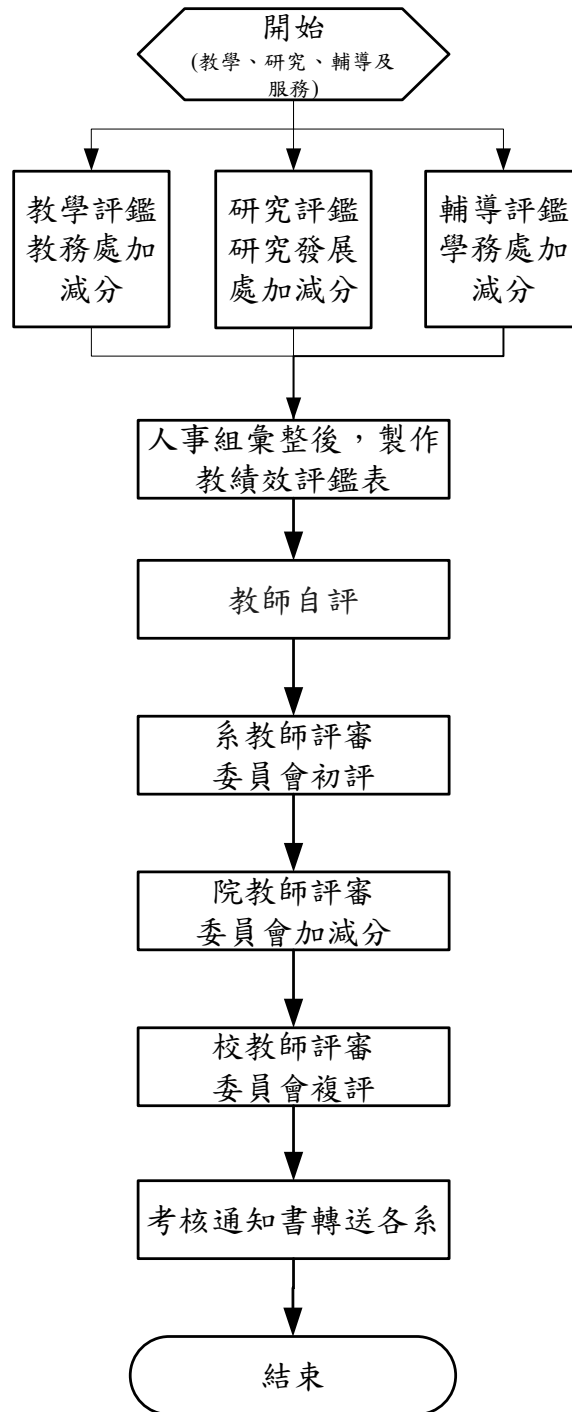 開始
(教學、研究、輔導及
服務)
教學評鑑
教務處加
減分
研究評鑑
研究發展
處加減分
輔導評鑑
學務處加
減分
人事組彙整後，製作
教績效評鑑表
教師自評
系教師評審
委員會初評
院教師評審
委員會加減分
校教師評審
委員會複評
考核通知書轉送各系
結束